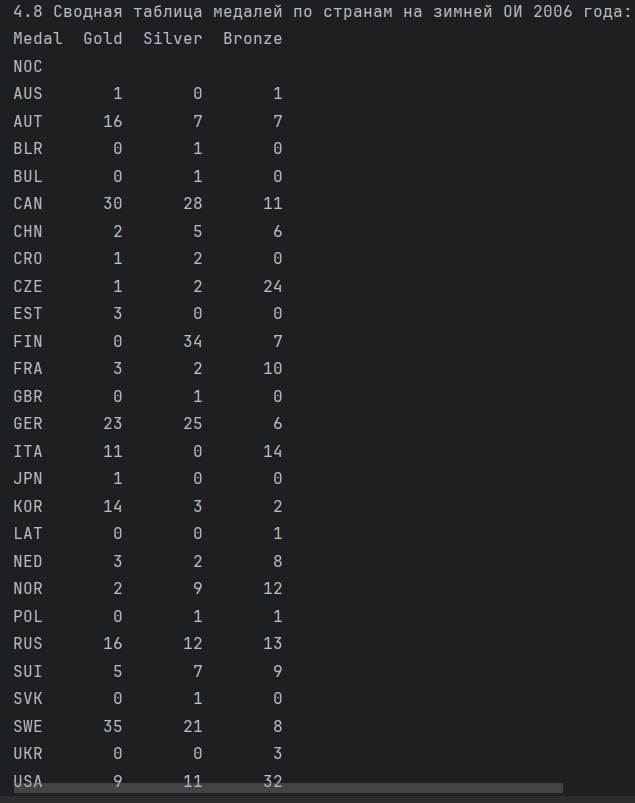 4.8 Сводная таблица медалей по странам на зимней ОИ 2006 года:
Medal  Gold  Silver  Bronze
NOC
AUS       1       0       1
AUT      16       7       7
BLR       0       1       0
BUL       0       1       0
CAN      30      28      11
CHN       2       5       6
CRO       1       2       0
CZE       1       2      24
EST       3       0       0
FIN       0      34       7
FRA       3       2      10
GBR       0       1       0
GER      23      25       6
ITA      11       0      14
JPN       1       0       0
KOR      14       3       2
LAT       0       0       1
NED       3       2       8
NOR       2       9      12
POL       0       1       1
RUS      16      12      13
SUI       5       7       9
SVK       0       1       0
SWE      35      21       8
UKR       0       0       3
USA       9      11      32